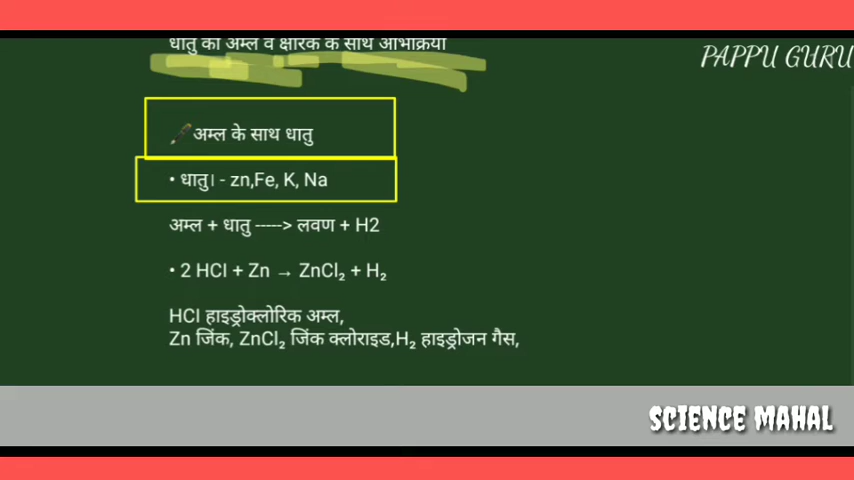 धातु की अम्ल व क्षारक के साथ अभिक्रिया
PAPPU GURU
अम्ल के साथ धातु
• धातु। - zn,Fe, K, Na
अम्ल + धातु -----> लवण + H2
• 2 HCl + Zn → ZnCl₂ + H₂
HCl हाइड्रोक्लोरिक अम्ल,
Zn जिंक, ZnCl₂ जिंक क्लोराइड,H₂ हाइड्रोजन गैस,
SCIENCE MAHAL